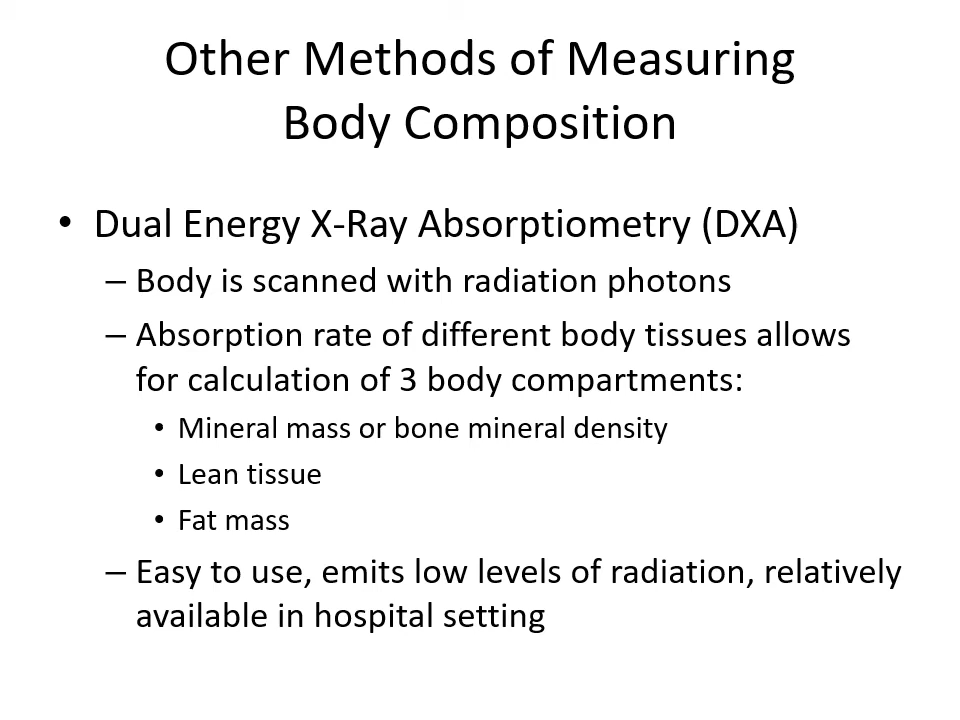 Other Methods of Measuring
Body Composition
• Dual Energy X-Ray Absorptiometry (DXA)
– Body is scanned with radiation photons
– Absorption rate of different body tissues allows
for calculation of 3 body compartments:
• Mineral mass or bone mineral density
• Lean tissue
• Fat mass
– Easy to use, emits low levels of radiation, relatively
available in hospital setting